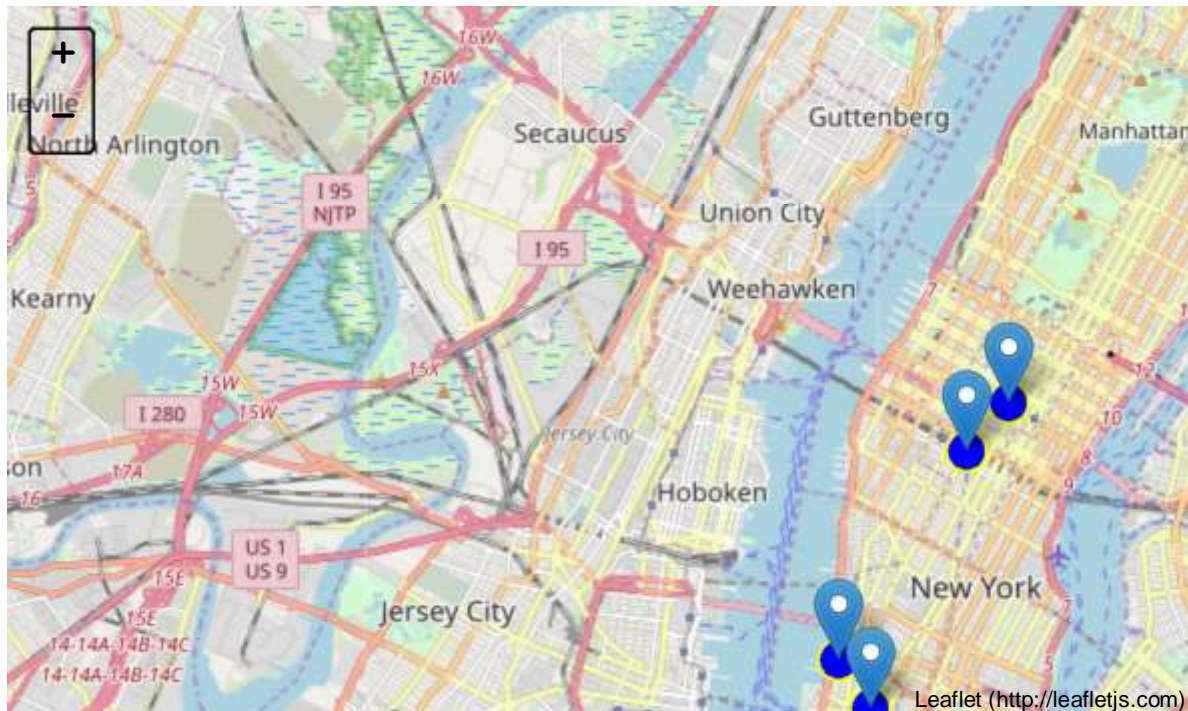 +
−
16W
16W
lleville
North Arlington
Secaucus
Guttenberg
Manhattan
5
I 95
NJTP
Union City
I 95
Kearny
Weehawken
7
15X
12
15W
15W
I 280
10
Jersey City
son
17A
8
16
Hoboken
9
US 1
US 9
15E
New York
Jersey City
7
15E
14-14A-14B-14C
14-14A-14B-14C
5
Leaflet (http://leafletjs.com)